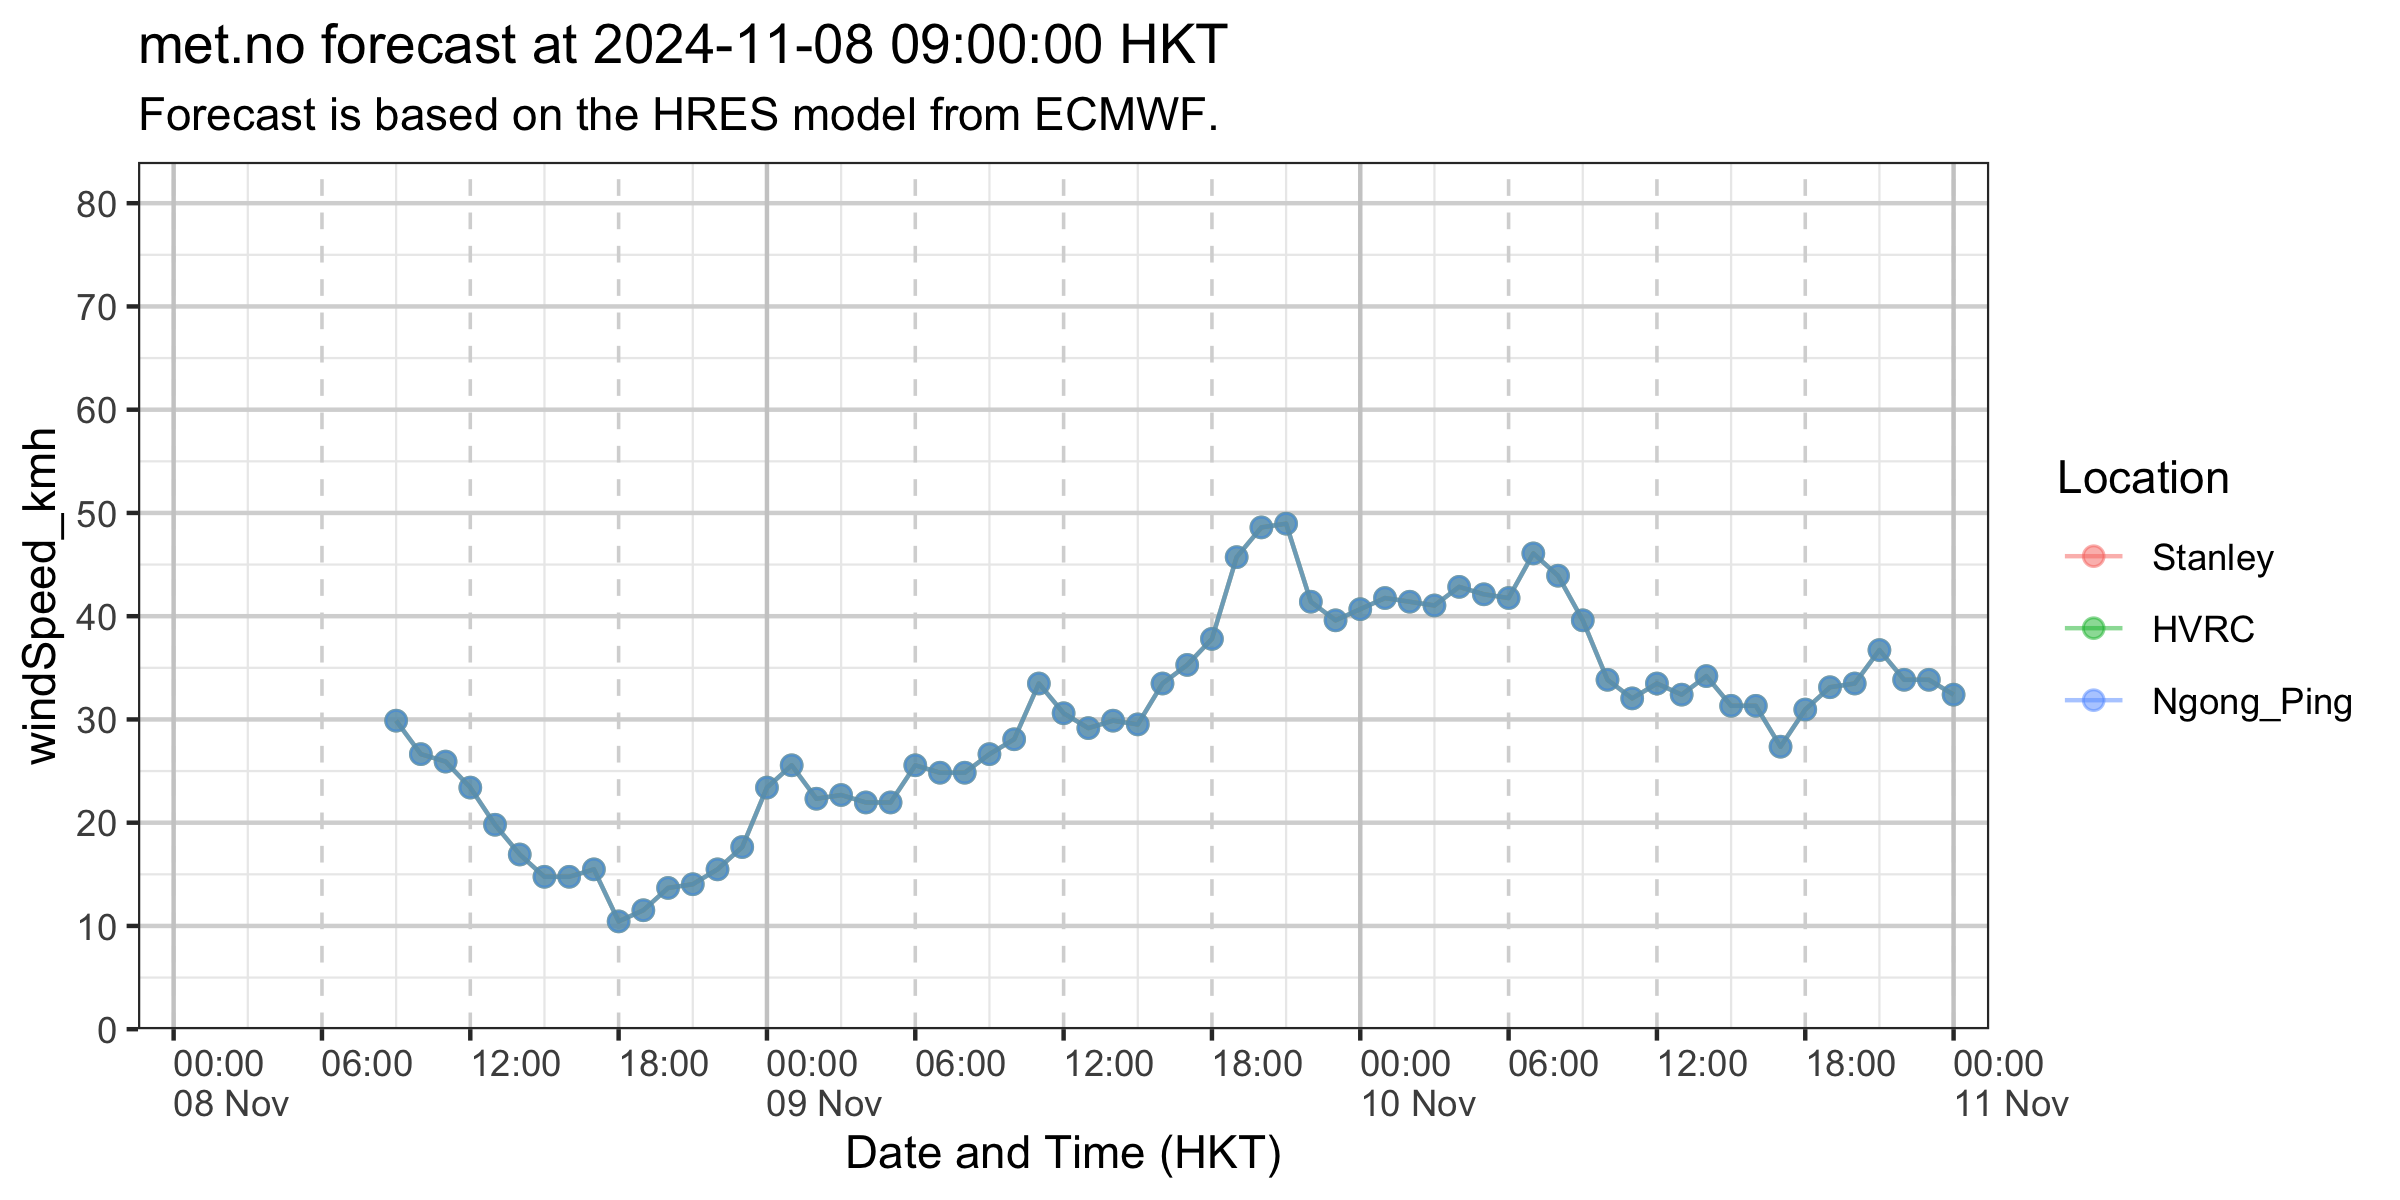 met.no forecast at 2024-11-08 09:00:00 HKT
Forecast is based on the HRES model from ECMWF.
windSpeed_kmh
80
70
60
50
40
30
20
10
0
00:00 06:00 12:00 18:00 00:00 06:00 12:00 18:00 00:00 06:00 12:00 18:00 00:00
08 Nov 09 Nov 10 Nov 11 Nov
Date and Time (HKT)
Location
Stanley
HVRC
Ngong_Ping